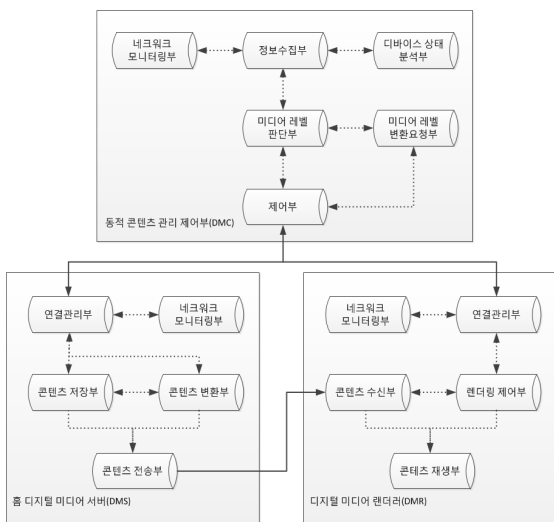 네크워크
모니터링부
정보수집부
디바이스 상태
분석부
미디어 레벨
판단부
미디어 레벨
변환요청부
제어부
동적 콘텐츠 관리 제어부(DMC)
연결관리부
네크워크
모니터링부
콘텐츠 저장부
콘텐츠 변환부
콘텐츠 전송부
홈 디지털 미디어 서버(DMS)
네크워크
모니터링부
연결관리부
콘텐츠 수신부
렌더링 제어부
콘테츠 재생부
디지털 미디어 랜더러(DMR)